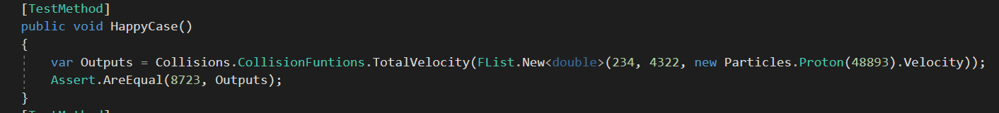 [TestMethod]
public void HappyCase()
{
var Outputs = Collisions.CollisionFuntions.TotalVelocity(FList.New<double>(234, 4322, new Particles.Proton(48893).Velocity));
Assert.AreEqual(8723, Outputs);
}
[TestMethod]